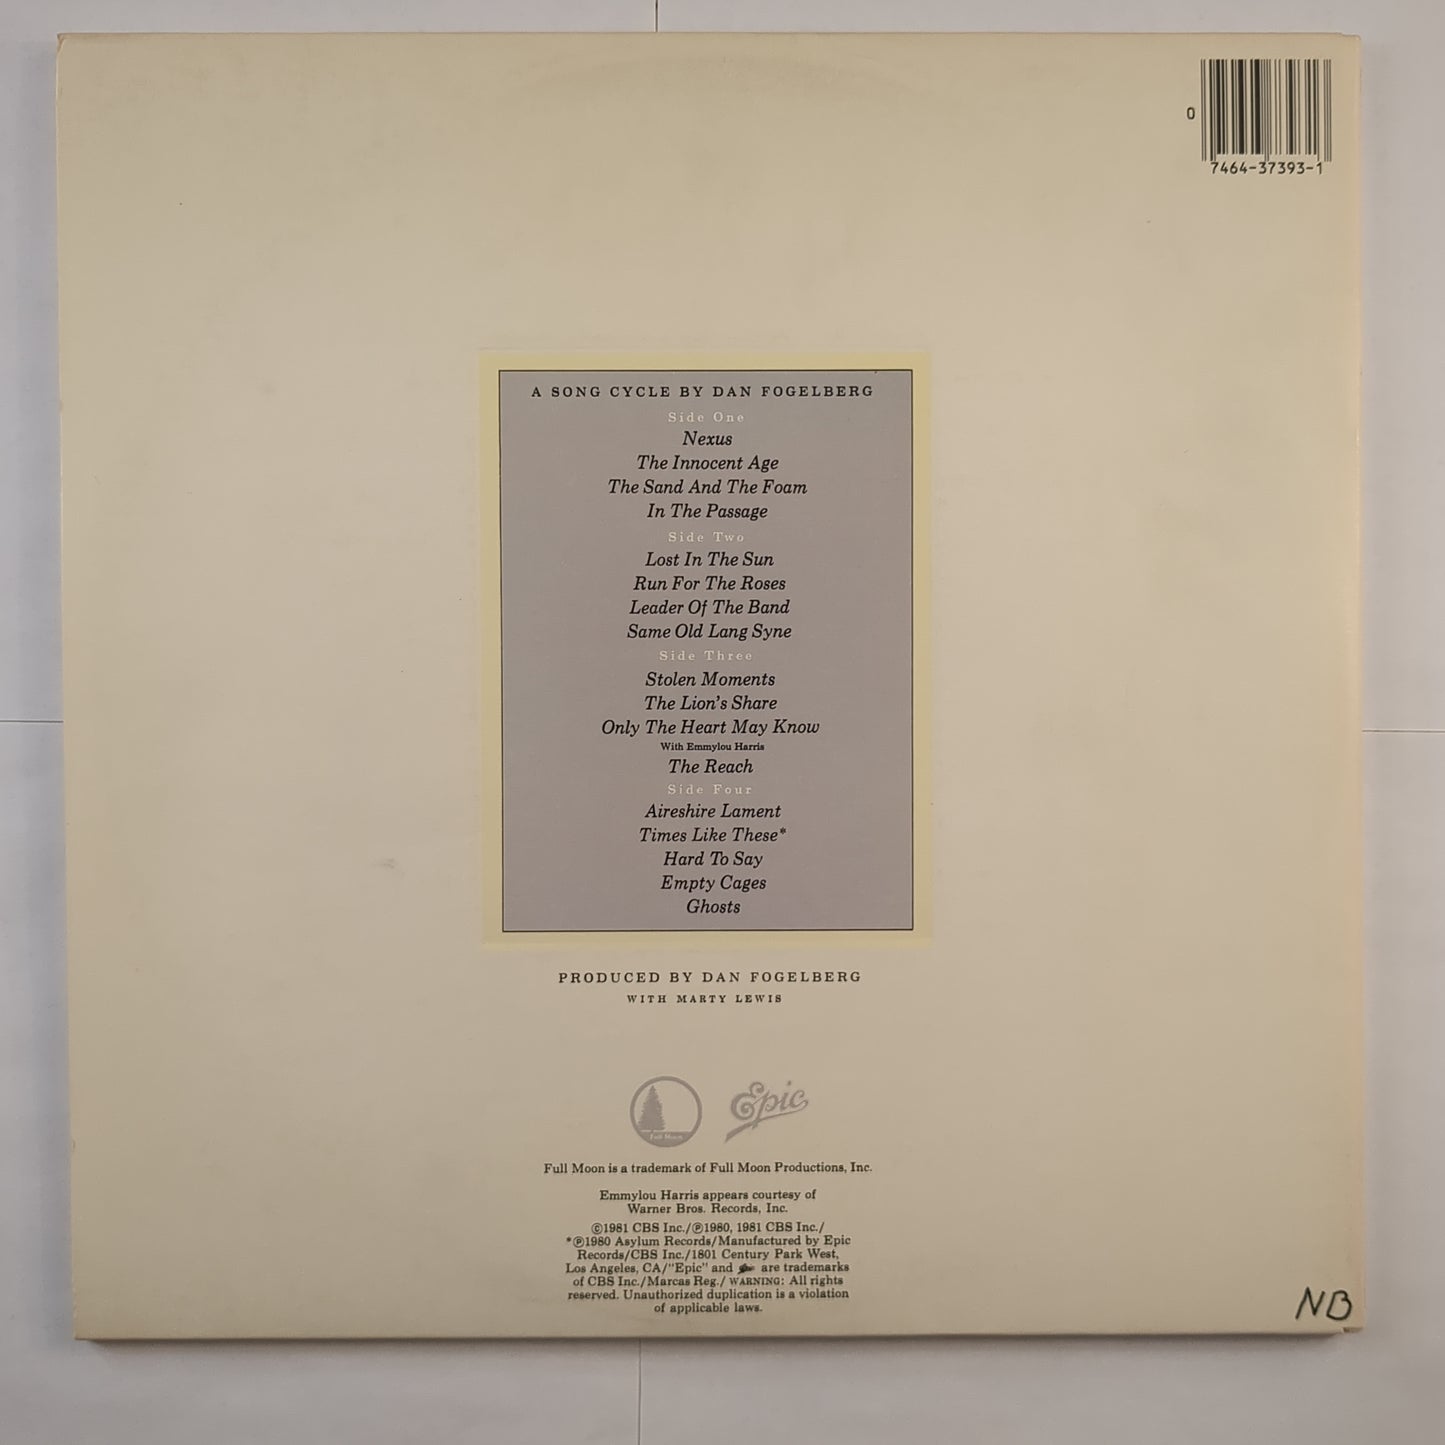 0
7464-37393-1
A SONG CYCLE BY DAN FOGELBERG
Side One
Nexus
The Innocent Age
The Sand And The Foam
In The Passage
Side Two
Lost In The Sun
Run For The Roses
Leader Of The Band
Same Old Lang Syne
Side Three
Stolen Moments
The Lion's Share
Only The Heart May Know
With Emmylou Harris
The Reach
Side Four
Aireshire Lament
Times Like These*
Hard To Say
Empty Cages
Ghosts
PRODUCED BY DAN FOGELBERG
WITH MARTY LEWIS
Full Moon
Epic
Full Moon is a trademark of Full Moon Productions, Inc.
Emmylou Harris appears courtesy of
Warner Bros. Records, Inc.
©1981 CBS Inc./℗1980, 1981 CBS Inc./
*℗1980 Asylum Records/Manufactured by Epic
Records/CBS Inc./1801 Century Park West,
Los Angeles, CA/"Epic" and are trademarks
of CBS Inc./Marcas Reg./ WARNING: All rights
reserved. Unauthorized duplication is a violation
of applicable laws.
NB